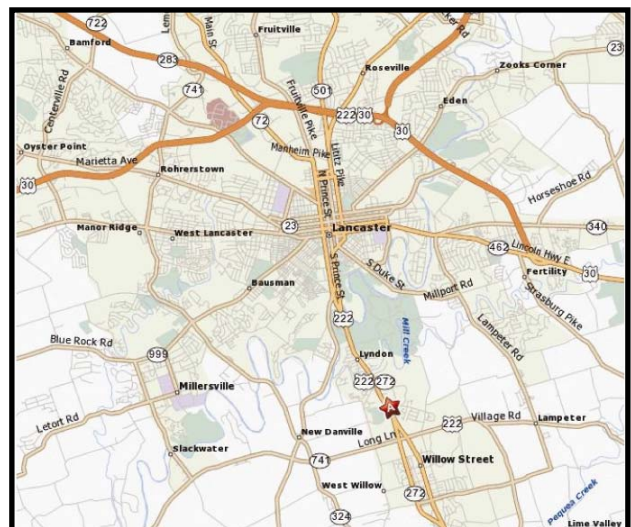 722
Bamford
Centerville Rd
Main St
Fruitville
283
741
Fruitville Pike
501
Roseville
Zooks Corner
23
Eden
222 30
30
72
Oyster Point
Marietta Ave
Rohrerstown
Manheim Pike
Lititz Pike
N Prince St
Horseshoe Rd
30
Manor Ridge
West Lancaster
23
Lancaster
340
462
Lincoln Hwy E
Fertility
30
S Prince St
S Duke St
Bausman
Millport Rd
Strasburg Pike
222
Mill Creek
Lampeter Rd
Blue Rock Rd
999
Lyndon
222 272
A
Millersville
Letort Rd
New Danville
Village Rd
222
Lampeter
Long Ln
Slackwater
741
Willow Street
West Willow
272
324
Pequea Creek
Lime Valley